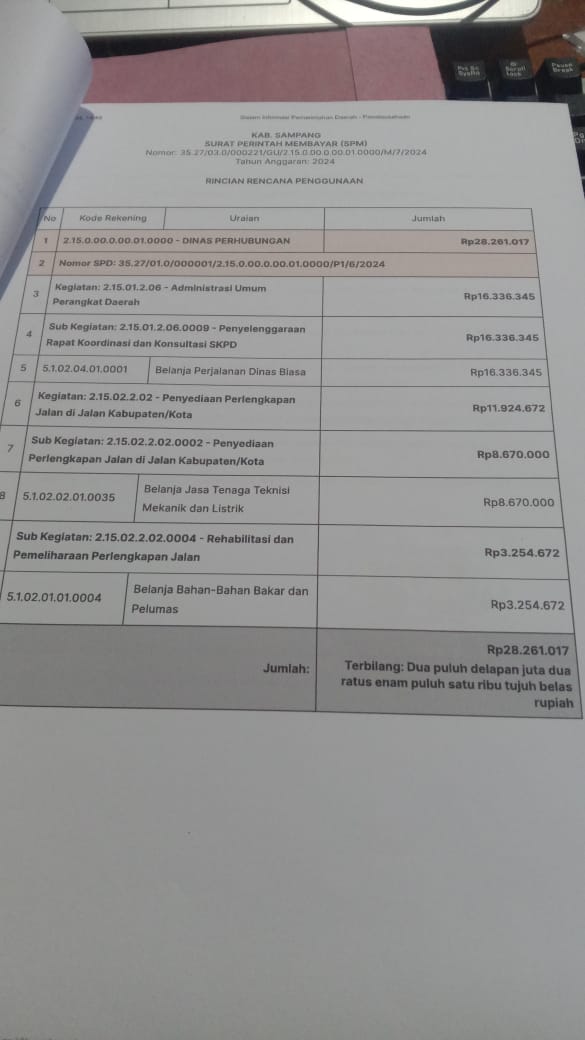 Sistem Informasi Pemerintahan Daerah - Penatausahaan
KAB. SAMPANG
SURAT PERINTAH MEMBAYAR (SPM)
Nomor: 35.27/03.0/000221/GU/2.15.0.00.0.00.01.0000/M/7/2024
Tahun Anggaran: 2024
RINCIAN RENCANA PENGGUNAAN
No Kode Rekening Uraian Jumlah
1 2.15.0.00.0.00.01.0000 - DINAS PERHUBUNGAN Rp28.261.017
2 Nomor SPD: 35.27/01.0/000001/2.15.0.00.0.00.01.0000/P1/6/2024
3 Kegiatan: 2.15.01.2.06 - Administrasi Umum
Perangkat Daerah Rp16.336.345
4 Sub Kegiatan: 2.15.01.2.06.0009 - Penyelenggaraan
Rapat Koordinasi dan Konsultasi SKPD Rp16.336.345
5 5.1.02.04.01.0001 Belanja Perjalanan Dinas Biasa Rp16.336.345
6 Kegiatan: 2.15.02.2.02 - Penyediaan Perlengkapan
Jalan di Jalan Kabupaten/Kota Rp11.924.672
7 Sub Kegiatan: 2.15.02.2.02.0002 - Penyediaan
Perlengkapan Jalan di Jalan Kabupaten/Kota Rp8.670.000
8 5.1.02.02.01.0035 Belanja Jasa Tenaga Teknisi
Mekanik dan Listrik Rp8.670.000
Sub Kegiatan: 2.15.02.2.02.0004 - Rehabilitasi dan
Pemeliharaan Perlengkapan Jalan Rp3.254.672
5.1.02.01.01.0004 Belanja Bahan-Bahan Bakar dan
Pelumas Rp3.254.672
Jumlah: Rp28.261.017
Terbilang: Dua puluh delapan juta dua
ratus enam puluh satu ribu tujuh belas
rupiah
Prt Sc
SysRq
Scroll
Lock
Pause
Break